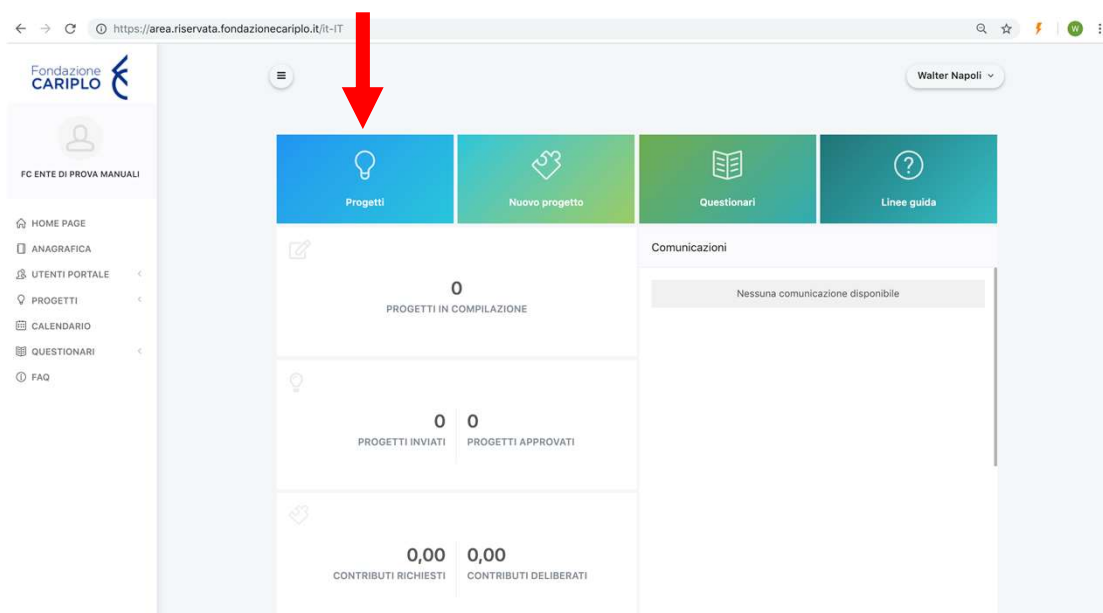 https://area.riservata.fondazionecariplo.it/it-IT
W
Fondazione
CARIPLO
Walter Napoli
FC ENTE DI PROVA MANUALI
HOME PAGE
ANAGRAFICA
UTENTI PORTALE
PROGETTI
CALENDARIO
QUESTIONARI
FAQ
Progetti
Nuovo progetto
Questionari
Linee guida
0
PROGETTI IN COMPILAZIONE
Comunicazioni
Nessuna comunicazione disponibile
0 0
PROGETTI INVIATI PROGETTI APPROVATI
0,00 0,00
CONTRIBUTI RICHIESTI CONTRIBUTI DELIBERATI